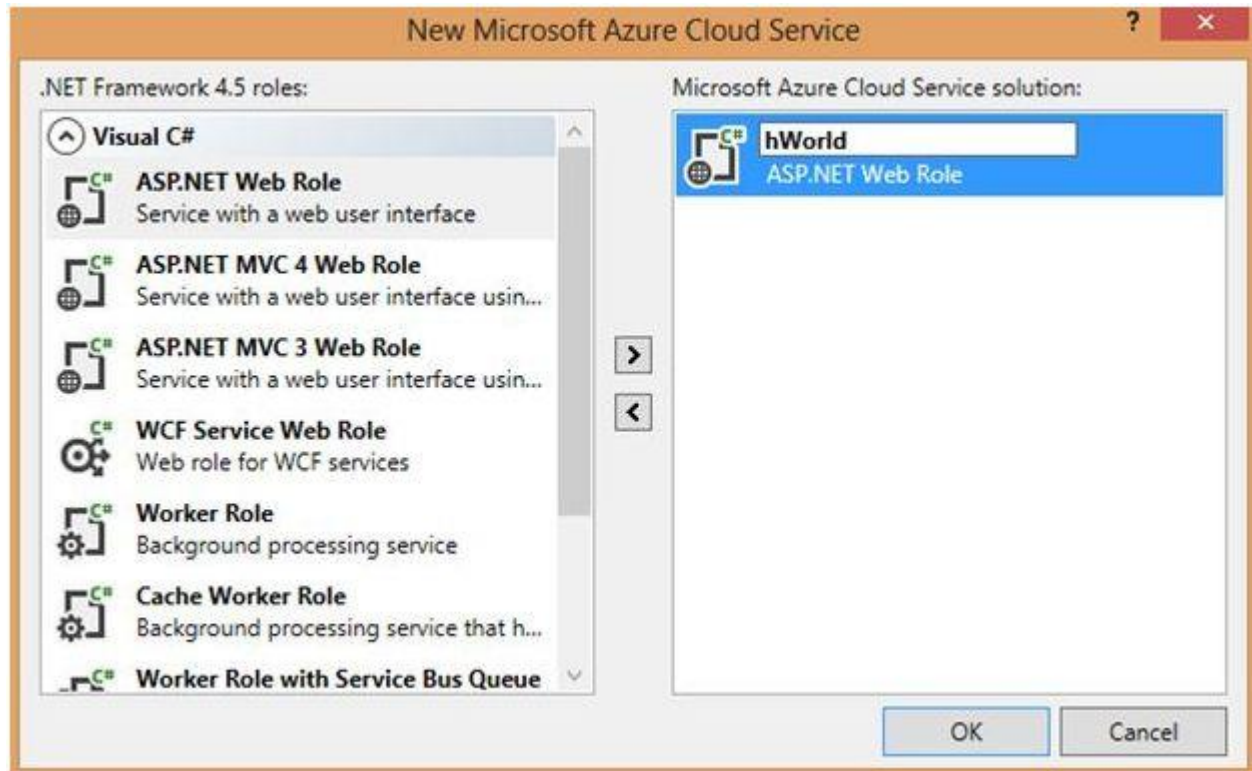 New Microsoft Azure Cloud Service
?
.NET Framework 4.5 roles:
Visual C#
C#
ASP.NET Web Role
Service with a web user interface
C#
ASP.NET MVC 4 Web Role
Service with a web user interface usin...
C#
ASP.NET MVC 3 Web Role
Service with a web user interface usin...
C#
WCF Service Web Role
Web role for WCF services
C#
Worker Role
Background processing service
C#
Cache Worker Role
Background processing service that h...
C#
Worker Role with Service Bus Queue
Microsoft Azure Cloud Service solution:
C#
hWorld
ASP.NET Web Role
OK
Cancel